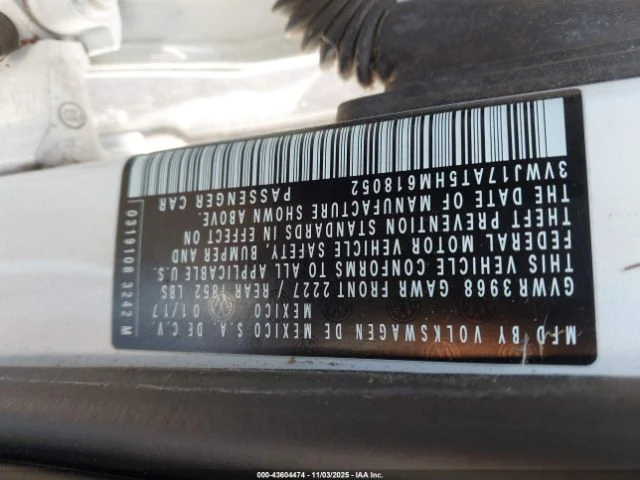 MFD BY VOLKSWAGEN DE MEXICO S.A. DE C.V.
MEXICO 01/17
GVWR 3968 GAWR FRONT 2227 / REAR 1852 LBS
THIS VEHICLE CONFORMS TO ALL APPLICABLE U.S.
FEDERAL MOTOR VEHICLE SAFETY, BUMPER AND
THEFT PREVENTION STANDARDS IN EFFECT ON
THE DATE OF MANUFACTURE SHOWN ABOVE.
3VWJ17AT5HM618052 PASSENGER CAR
0319108 3242 M
000-43604474 - 11/03/2025 - IAA Inc.